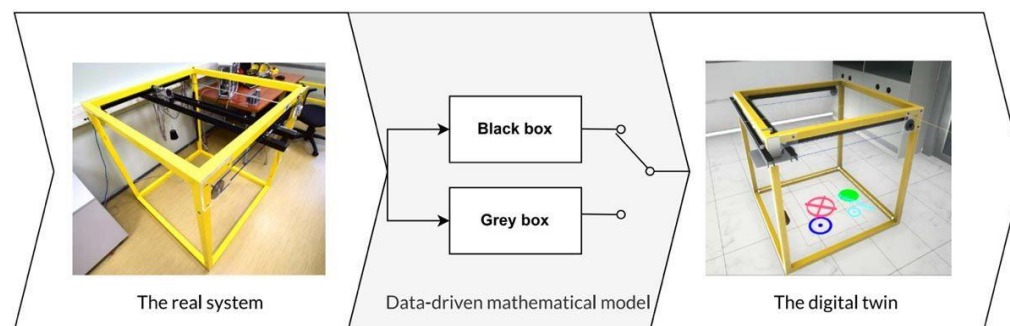 Black box
Grey box
The real system
Data-driven mathematical model
The digital twin